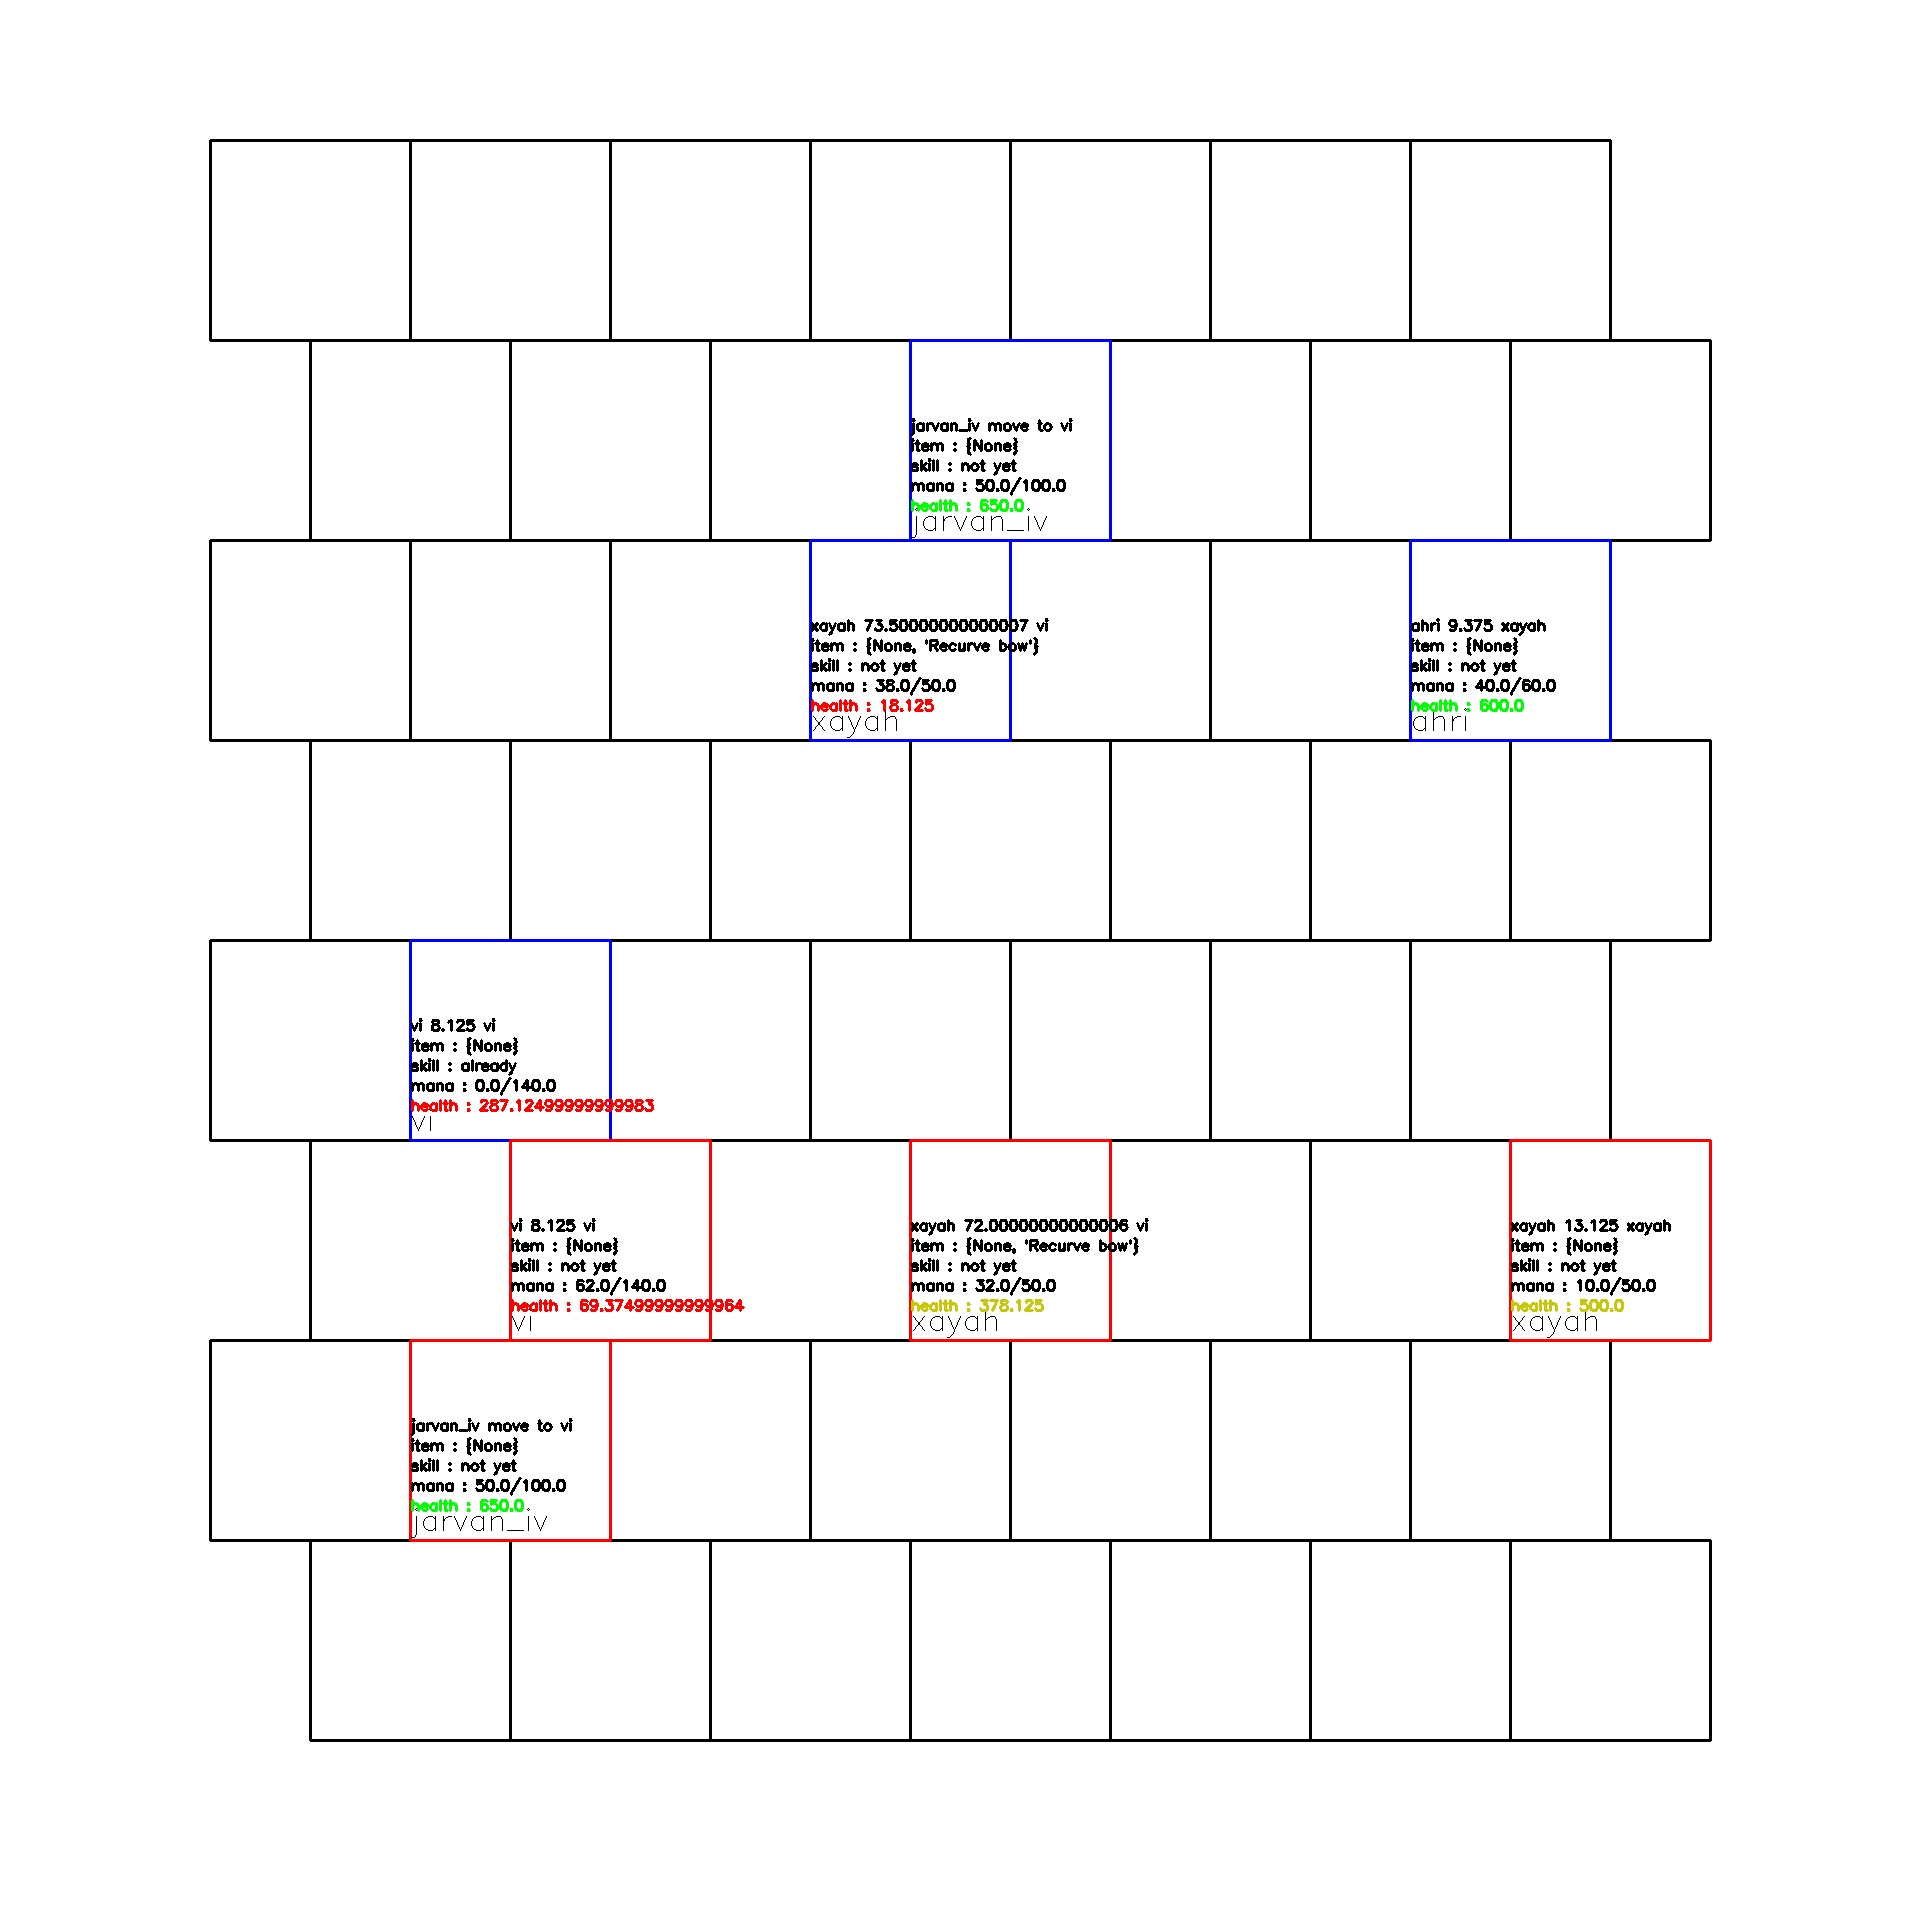 jarvan_iv move to vi
item : {None}
skill : not yet
mana : 50.0/100.0
health : 650.0
jarvan_iv
xayah 73.50000000000007 vi
item : {None, 'Recurve bow'}
skill : not yet
mana : 38.0/50.0
health : 18.125
xayah
ahri 9.375 xayah
item : {None}
skill : not yet
mana : 40.0/60.0
health : 600.0
ahri
vi 8.125 vi
item : {None}
skill : already
mana : 0.0/140.0
health : 287.12499999999983
vi
vi 8.125 vi
item : {None}
skill : not yet
mana : 62.0/140.0
health : 69.37499999999964
vi
xayah 72.00000000000006 vi
item : {None, 'Recurve bow'}
skill : not yet
mana : 32.0/50.0
health : 378.125
xayah
xayah 13.125 xayah
item : {None}
skill : not yet
mana : 10.0/50.0
health : 500.0
xayah
jarvan_iv move to vi
item : {None}
skill : not yet
mana : 50.0/100.0
health : 650.0
jarvan_iv